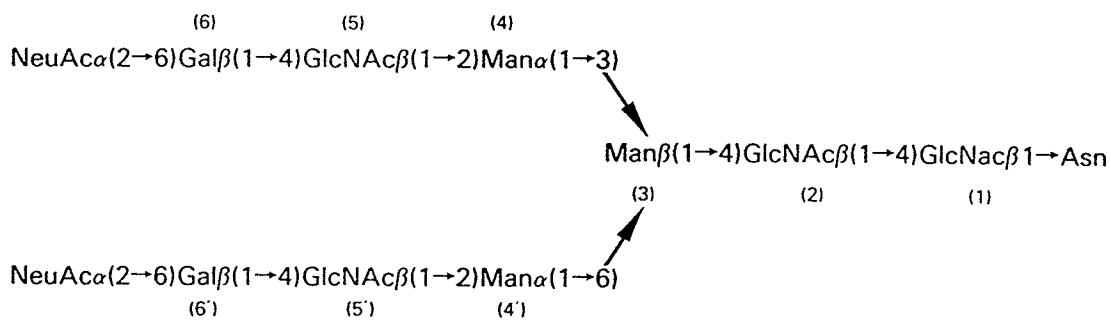 (6) (5) (4)
NeuAcα(2→6)Galβ(1→4)GlcNAcβ(1→2)Manα(1→3)
Manβ(1→4)GlcNAcβ(1→4)GlcNacβ1→Asn
(3) (2) (1)
NeuAcα(2→6)Galβ(1→4)GlcNAcβ(1→2)Manα(1→6)
(6') (5') (4')